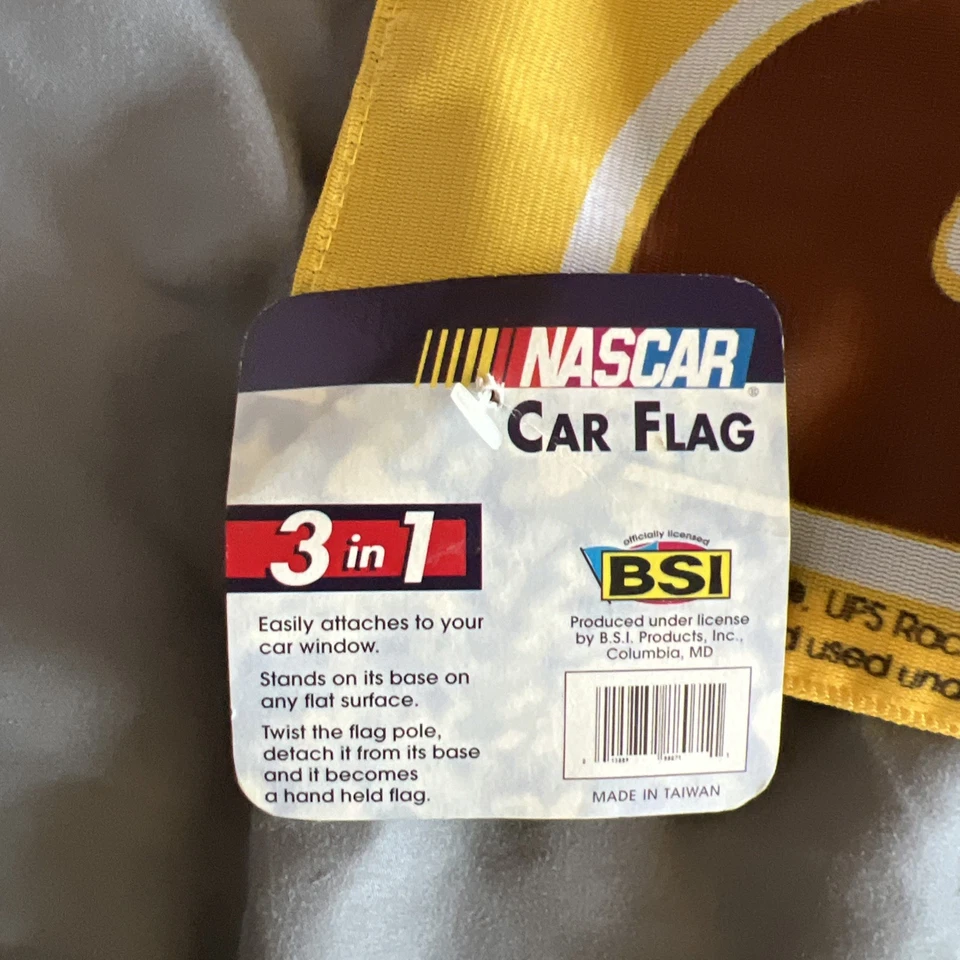 NASCAR®
CAR FLAG
3 in 1
Easily attaches to your
car window.
Stands on its base on
any flat surface.
Twist the flag pole,
detach it from its base
and it becomes
a hand held flag.
officially licensed
BSI
Produced under license
by B.S.I. Products, Inc.,
Columbia, MD
MADE IN TAIWAN
UPS
used